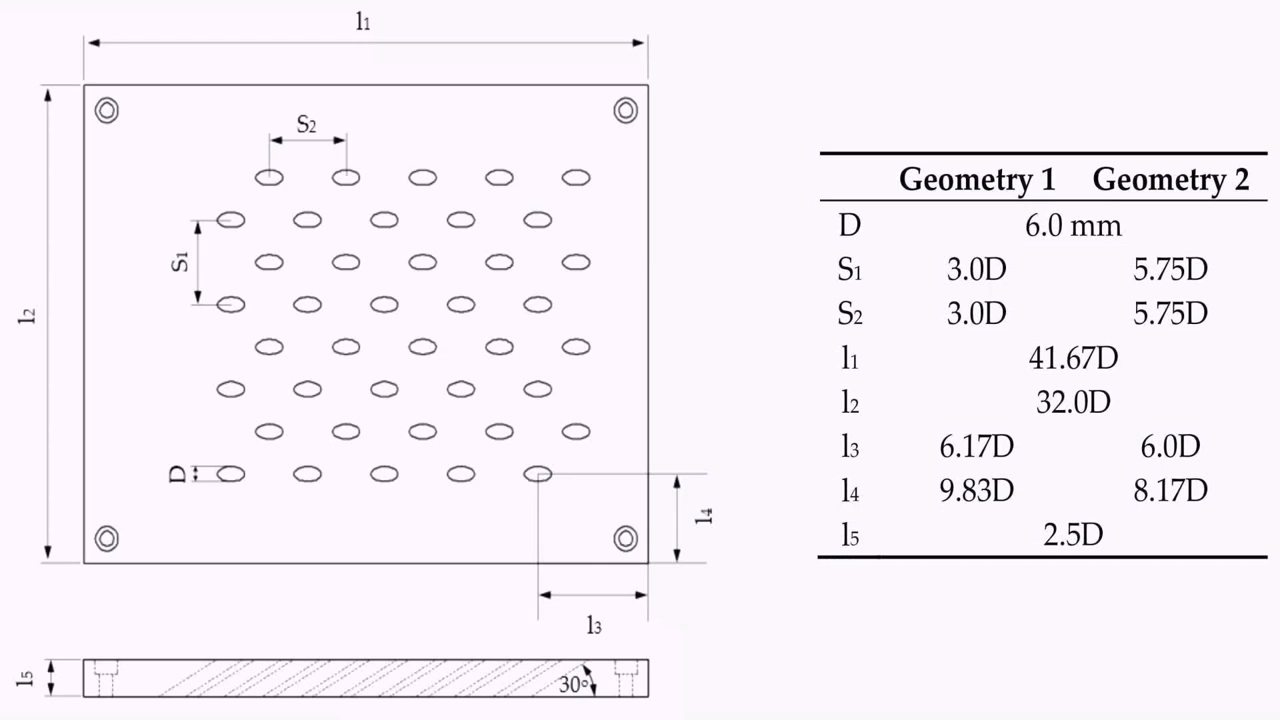 l1
S2
S1
l2
D
l4
l3
l5
30°
Geometry 1 Geometry 2
D 6.0 mm
S1 3.0D 5.75D
S2 3.0D 5.75D
l1 41.67D
l2 32.0D
l3 6.17D 6.0D
l4 9.83D 8.17D
l5 2.5D